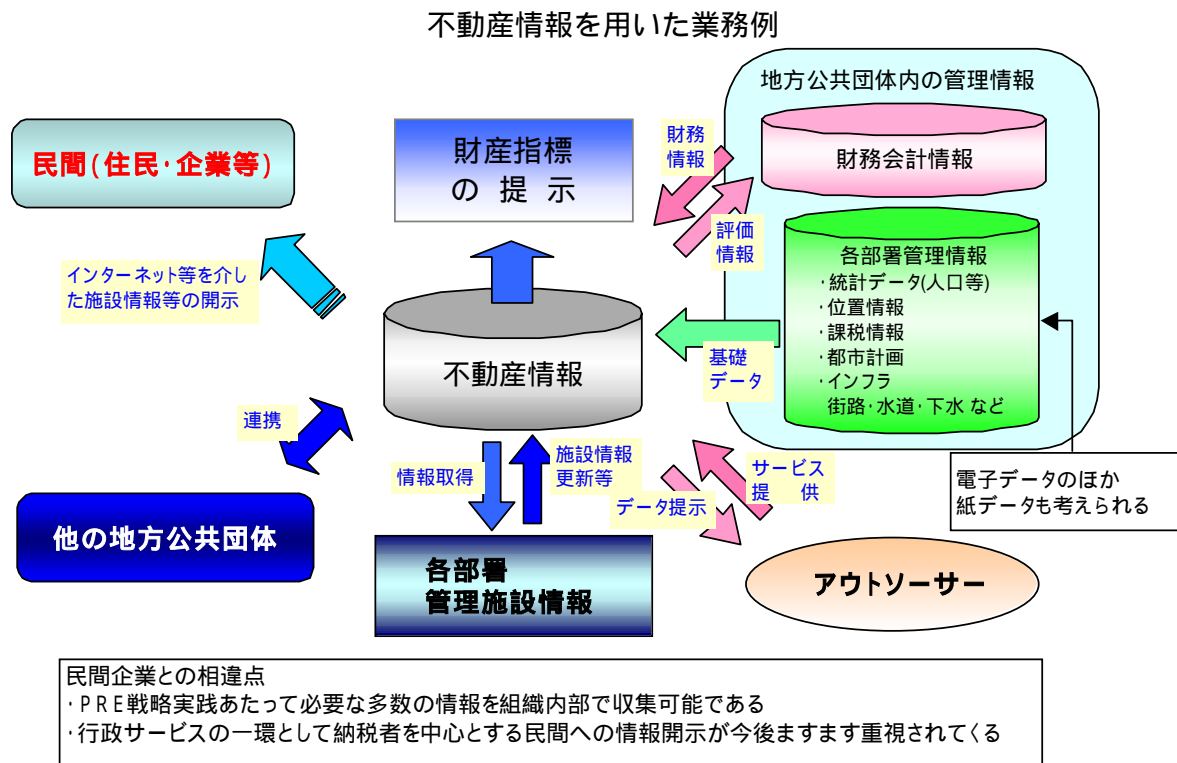 不動産情報を用いた業務例
地方公共団体内の管理情報
民間(住民・企業等)
財産指標
の 提 示
財務
情報
財務会計情報
評価
情報
インターネット等を介し
た施設情報等の開示
各部署管理情報
・統計データ(人口等)
・位置情報
・課税情報
・都市計画
・インフラ
街路・水道・下水 など
不動産情報
基礎
データ
連携
情報取得
施設情報
更新等
データ提示
サービス
提 供
電子データのほか
紙データも考えられる
他の地方公共団体
各部署
管理施設情報
アウトソーサー
民間企業との相違点
・PRE戦略実践あたって必要な多数の情報を組織内部で収集可能である
・行政サービスの一環として納税者を中心とする民間への情報開示が今後ますます重視されてくる